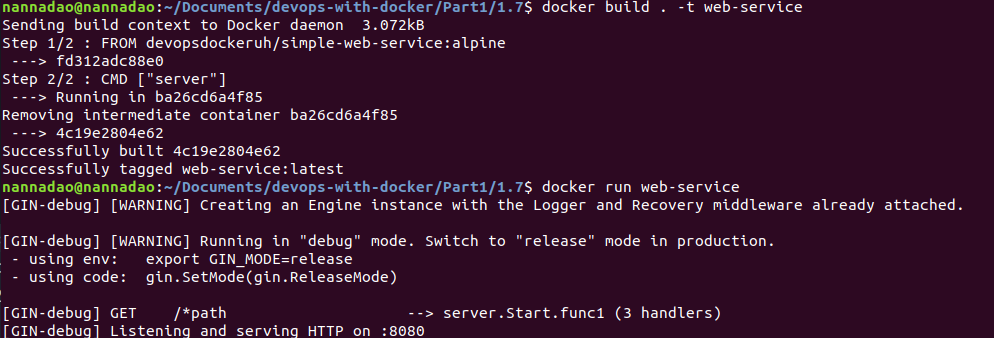 nannadao@nannadao:~/Documents/devops-with-docker/Part1/1.7$ docker build . -t web-service
Sending build context to Docker daemon  3.072kB
Step 1/2 : FROM devopsdockeruh/simple-web-service:alpine
 ---> fd312adc88e0
Step 2/2 : CMD ["server"]
 ---> Running in ba26cd6a4f85
Removing intermediate container ba26cd6a4f85
 ---> 4c19e2804e62
Successfully built 4c19e2804e62
Successfully tagged web-service:latest
nannadao@nannadao:~/Documents/devops-with-docker/Part1/1.7$ docker run web-service
[GIN-debug] [WARNING] Creating an Engine instance with the Logger and Recovery middleware already attached.
[GIN-debug] [WARNING] Running in "debug" mode. Switch to "release" mode in production.
 - using env:   export GIN_MODE=release
 - using code:  gin.SetMode(gin.ReleaseMode)
[GIN-debug] GET    /*path                    --> server.Start.func1 (3 handlers)
[GIN-debug] Listening and serving HTTP on :8080